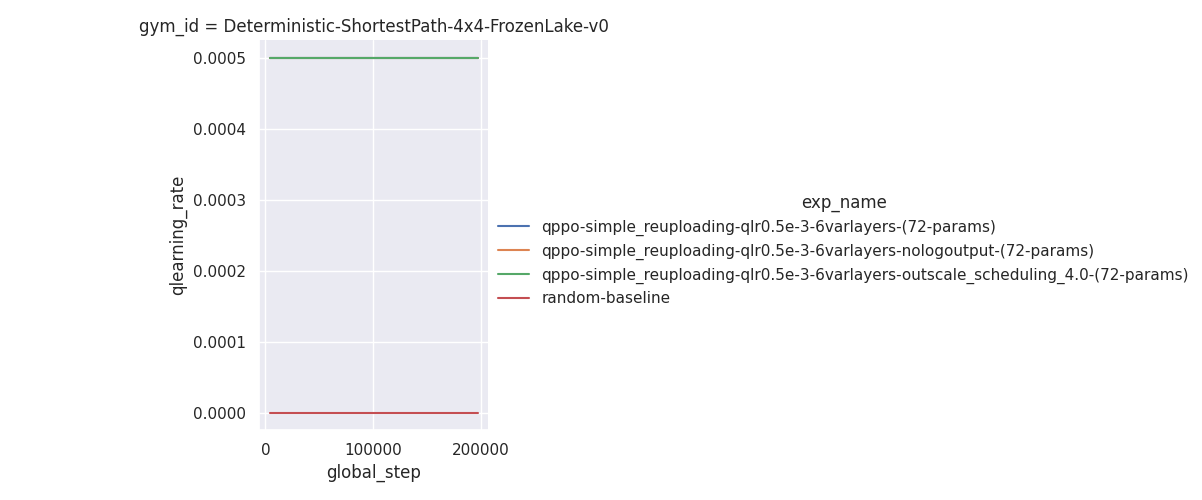 gym_id = Deterministic-ShortestPath-4x4-FrozenLake-v0
0.0005
0.0004
0.0003
0.0002
0.0001
0.0000
qlearning_rate
0 100000 200000
global_step
exp_name
qppo-simple_reuploading-qlr0.5e-3-6varlayers-(72-params)
qppo-simple_reuploading-qlr0.5e-3-6varlayers-nologoutput-(72-params)
qppo-simple_reuploading-qlr0.5e-3-6varlayers-outscale_scheduling_4.0-(72-params)
random-baseline